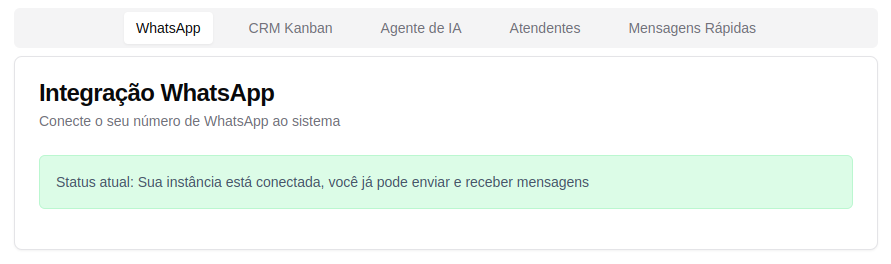 WhatsApp CRM Kanban Agente de IA Atendentes Mensagens Rápidas
Integração WhatsApp
Conecte o seu número de WhatsApp ao sistema
Status atual: Sua instância está conectada, você já pode enviar e receber mensagens